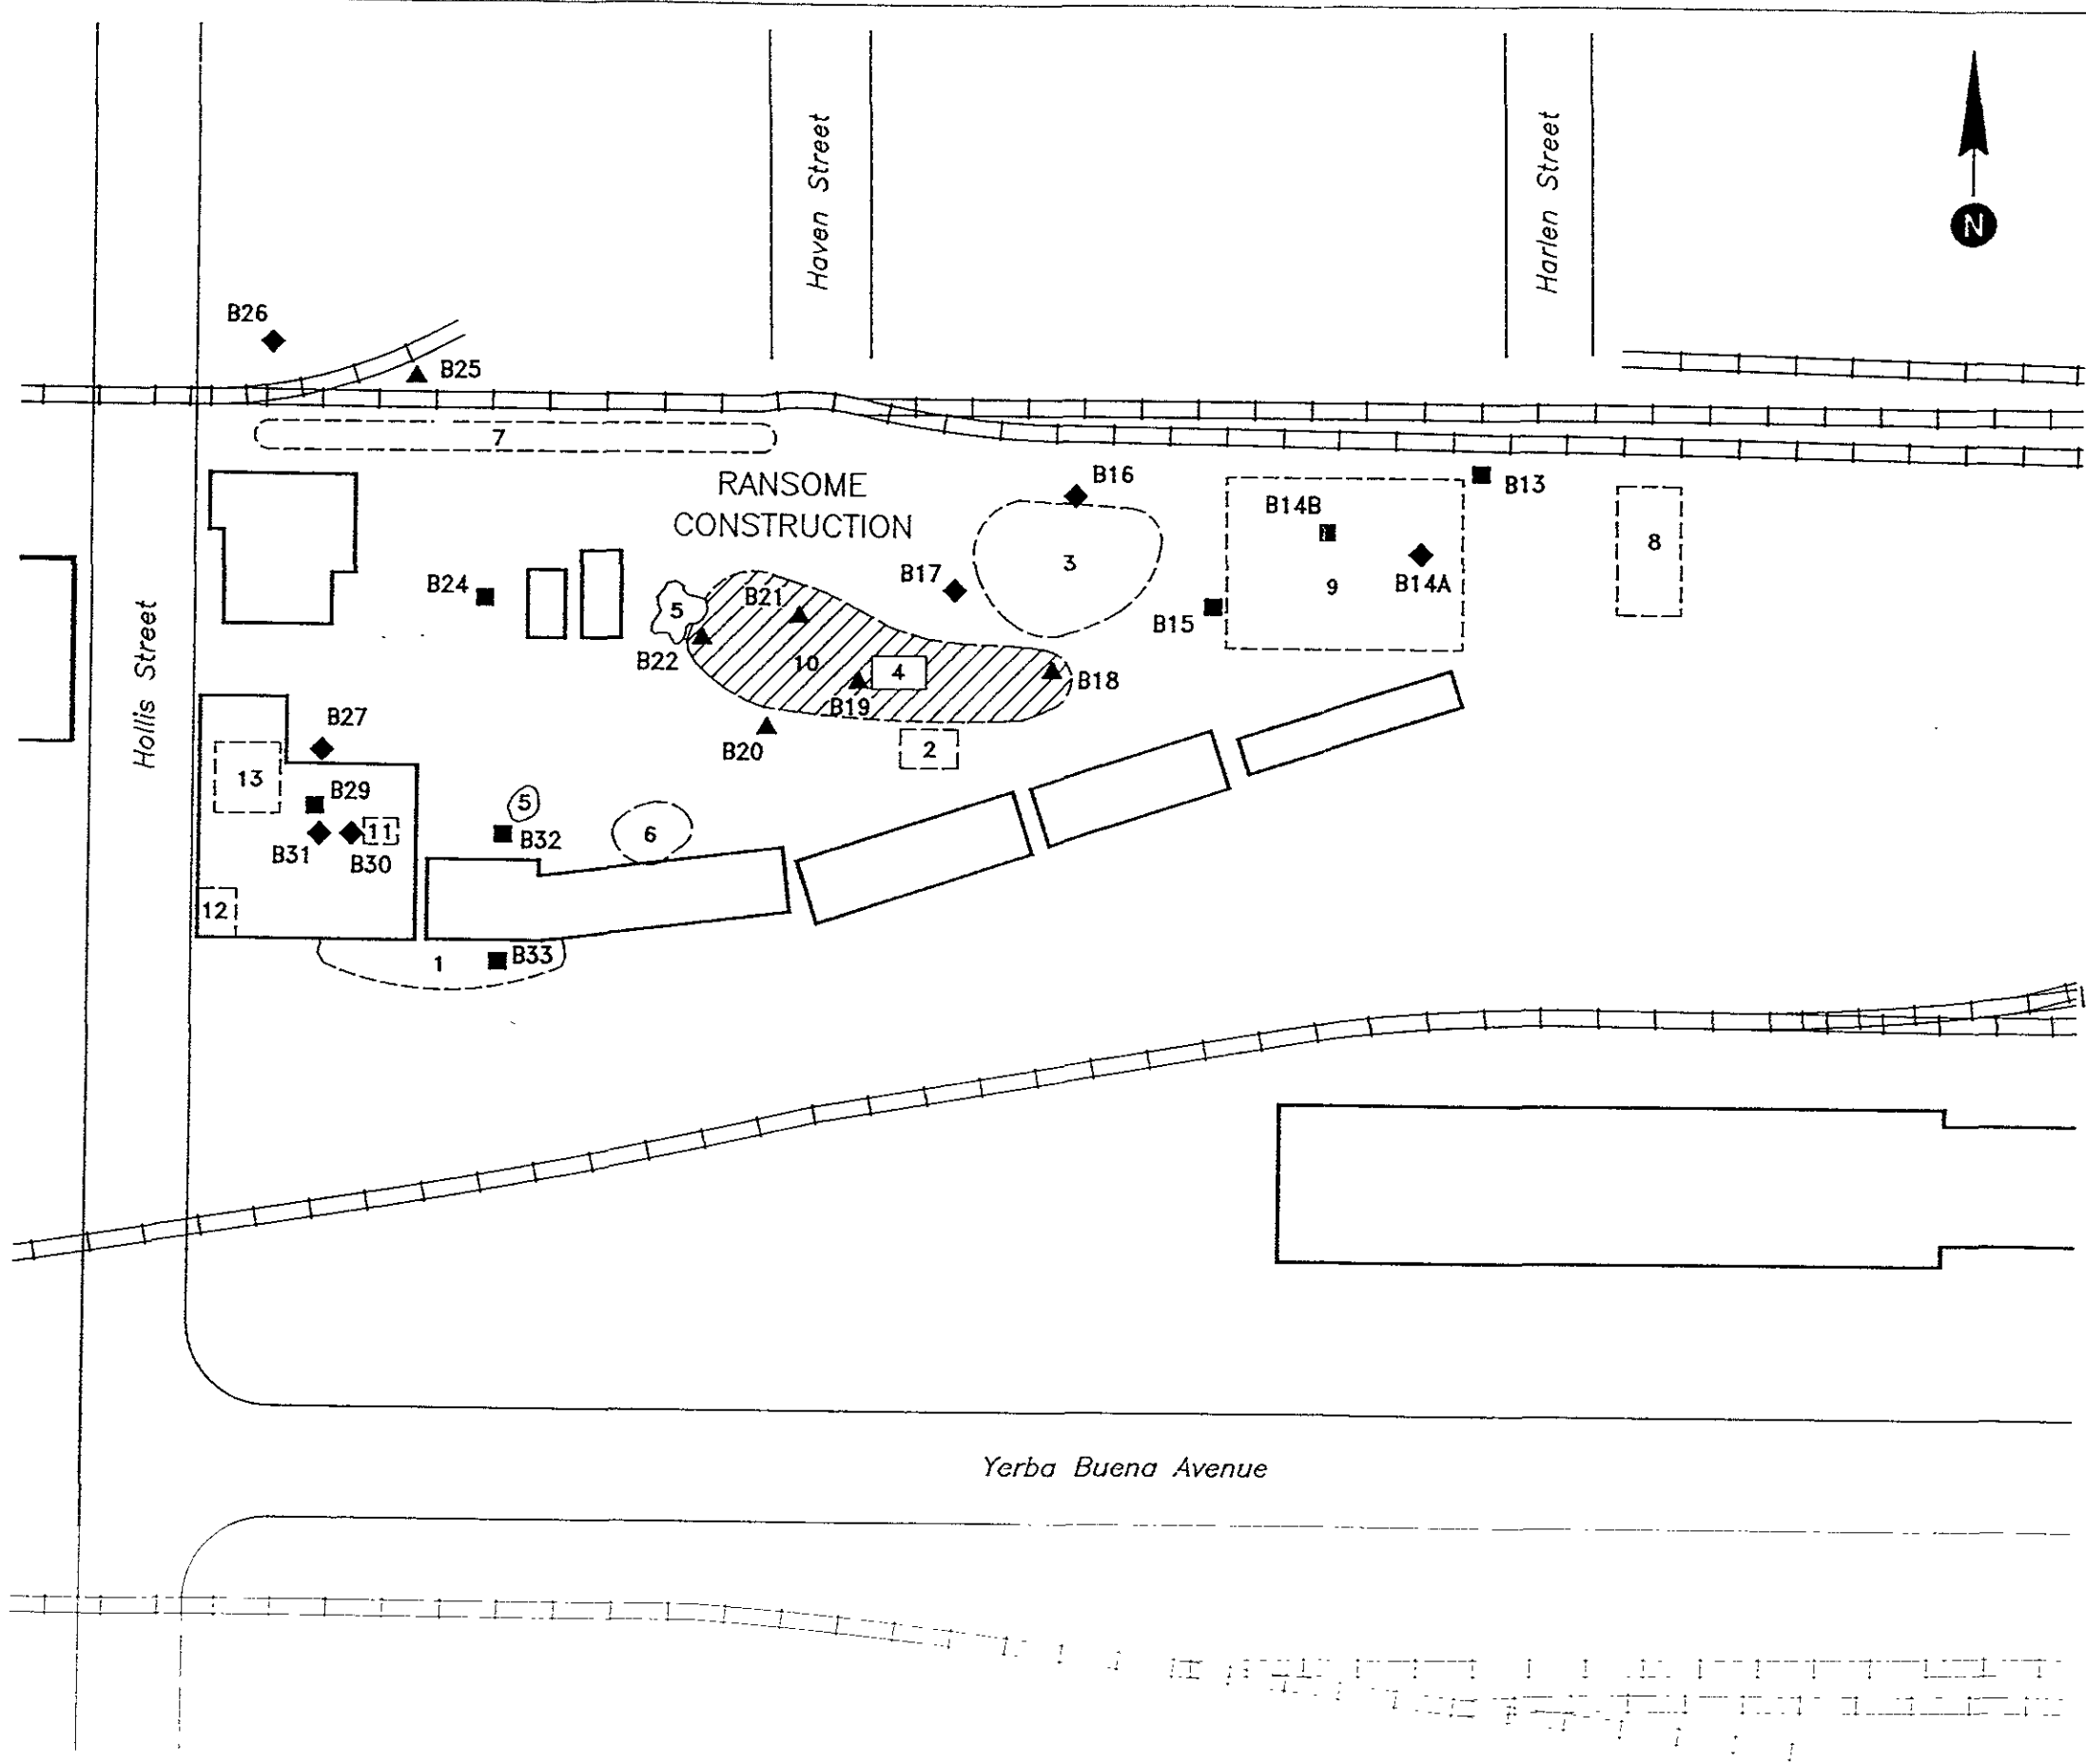 Haven Street
Harlen Street
N
B26
B25
7
RANSOME
CONSTRUCTION
B16
B13
B14B
8
3
B17
B14A
B24
9
5
B21
B15
Hollis Street
B22
10
4
B18
B19
B27
B20
2
13
B29
5
11
B32
6
B31
B30
12
B33
1
Yerba Buena Avenue